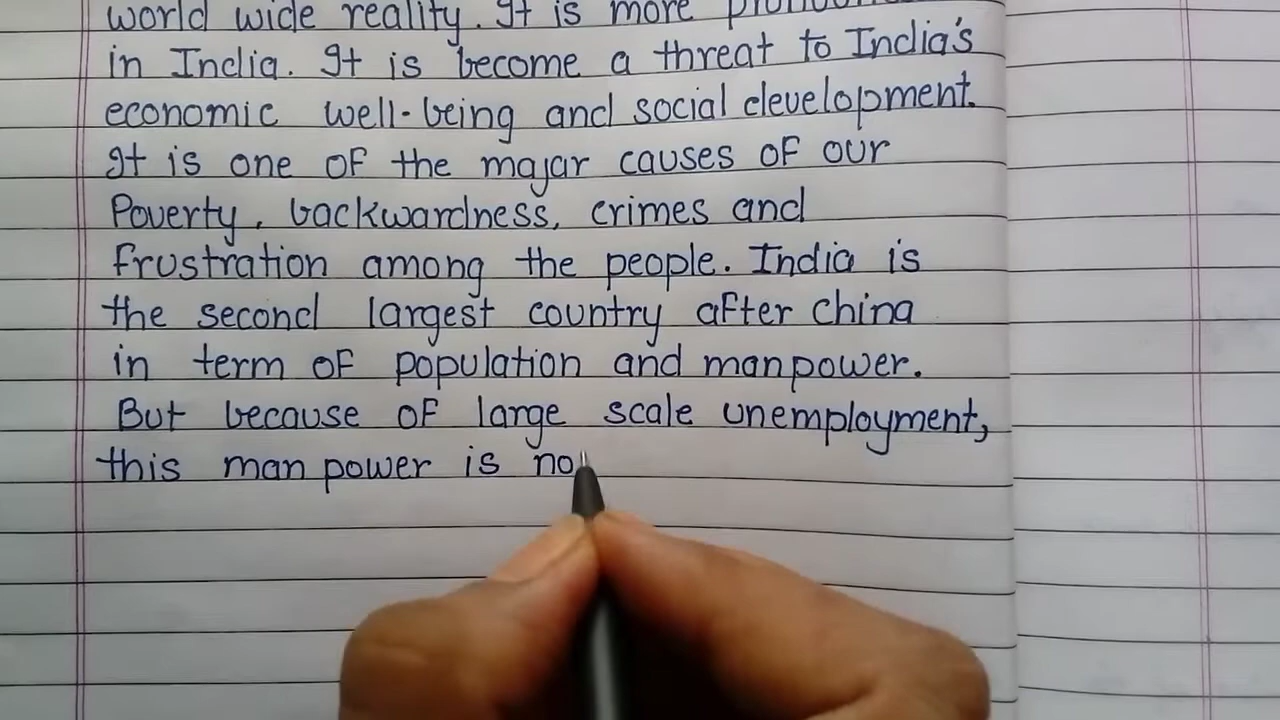 world wide reality. It is more
in India. It is become a threat to India's
economic well-being and social development.
It is one of the majar causes of our
Poverty, backwardness, crimes and
frustration among the people. India is
the second largest country after china
in term of population and manpower.
But because of large scale unemployment,
this man power is no